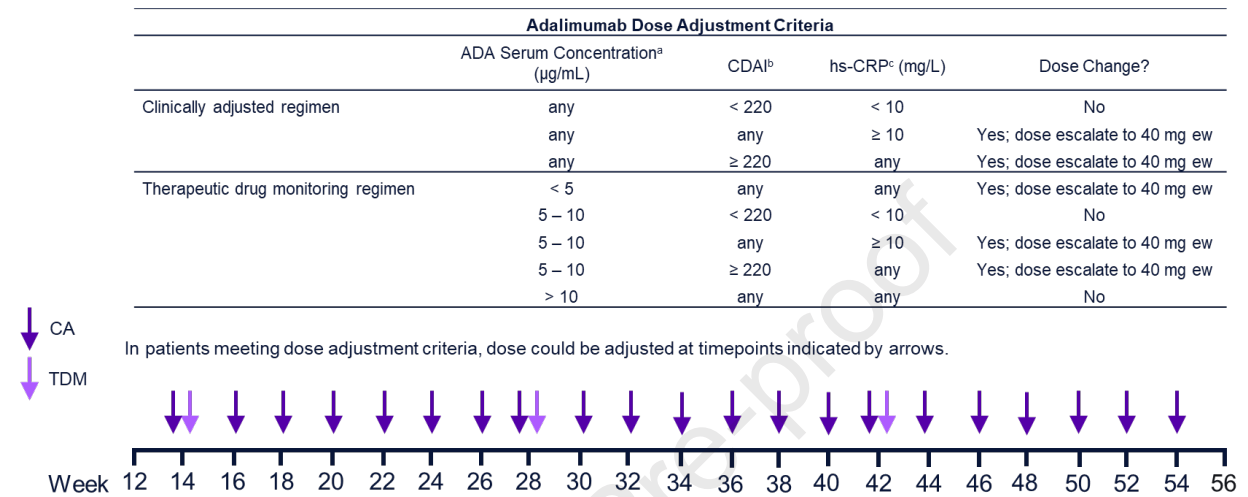 Adalimumab Dose Adjustment Criteria
ADA Serum Concentrationᵃ (µg/mL) CDAIᵇ hs-CRPᶜ (mg/L) Dose Change?
Clinically adjusted regimen any < 220 < 10 No
any any ≥ 10 Yes; dose escalate to 40 mg ew
any ≥ 220 any Yes; dose escalate to 40 mg ew
Therapeutic drug monitoring regimen < 5 any any Yes; dose escalate to 40 mg ew
5 – 10 < 220 < 10 No
5 – 10 any ≥ 10 Yes; dose escalate to 40 mg ew
5 – 10 ≥ 220 any Yes; dose escalate to 40 mg ew
> 10 any any No
CA
In patients meeting dose adjustment criteria, dose could be adjusted at timepoints indicated by arrows.
TDM
Week 12 14 16 18 20 22 24 26 28 30 32 34 36 38 40 42 44 46 48 50 52 54 56
Pre-proof